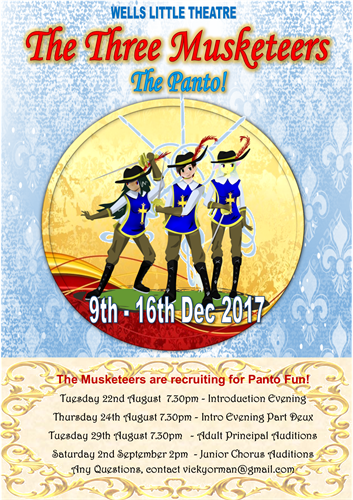 WELLS LITTLE THEATRE
The Three Musketeers
The Panto!
9th - 16th Dec 2017
The Musketeers are recruiting for Panto Fun!
Tuesday 22nd August 7.30pm - Introduction Evening
Thursday 24th August 7.30pm - Intro Evening Part Deux
Tuesday 29th August 7.30pm - Adult Principal Auditions
Saturday 2nd September 2pm - Junior Chorus Auditions
Any Questions, contact vickyorman@gmail.com